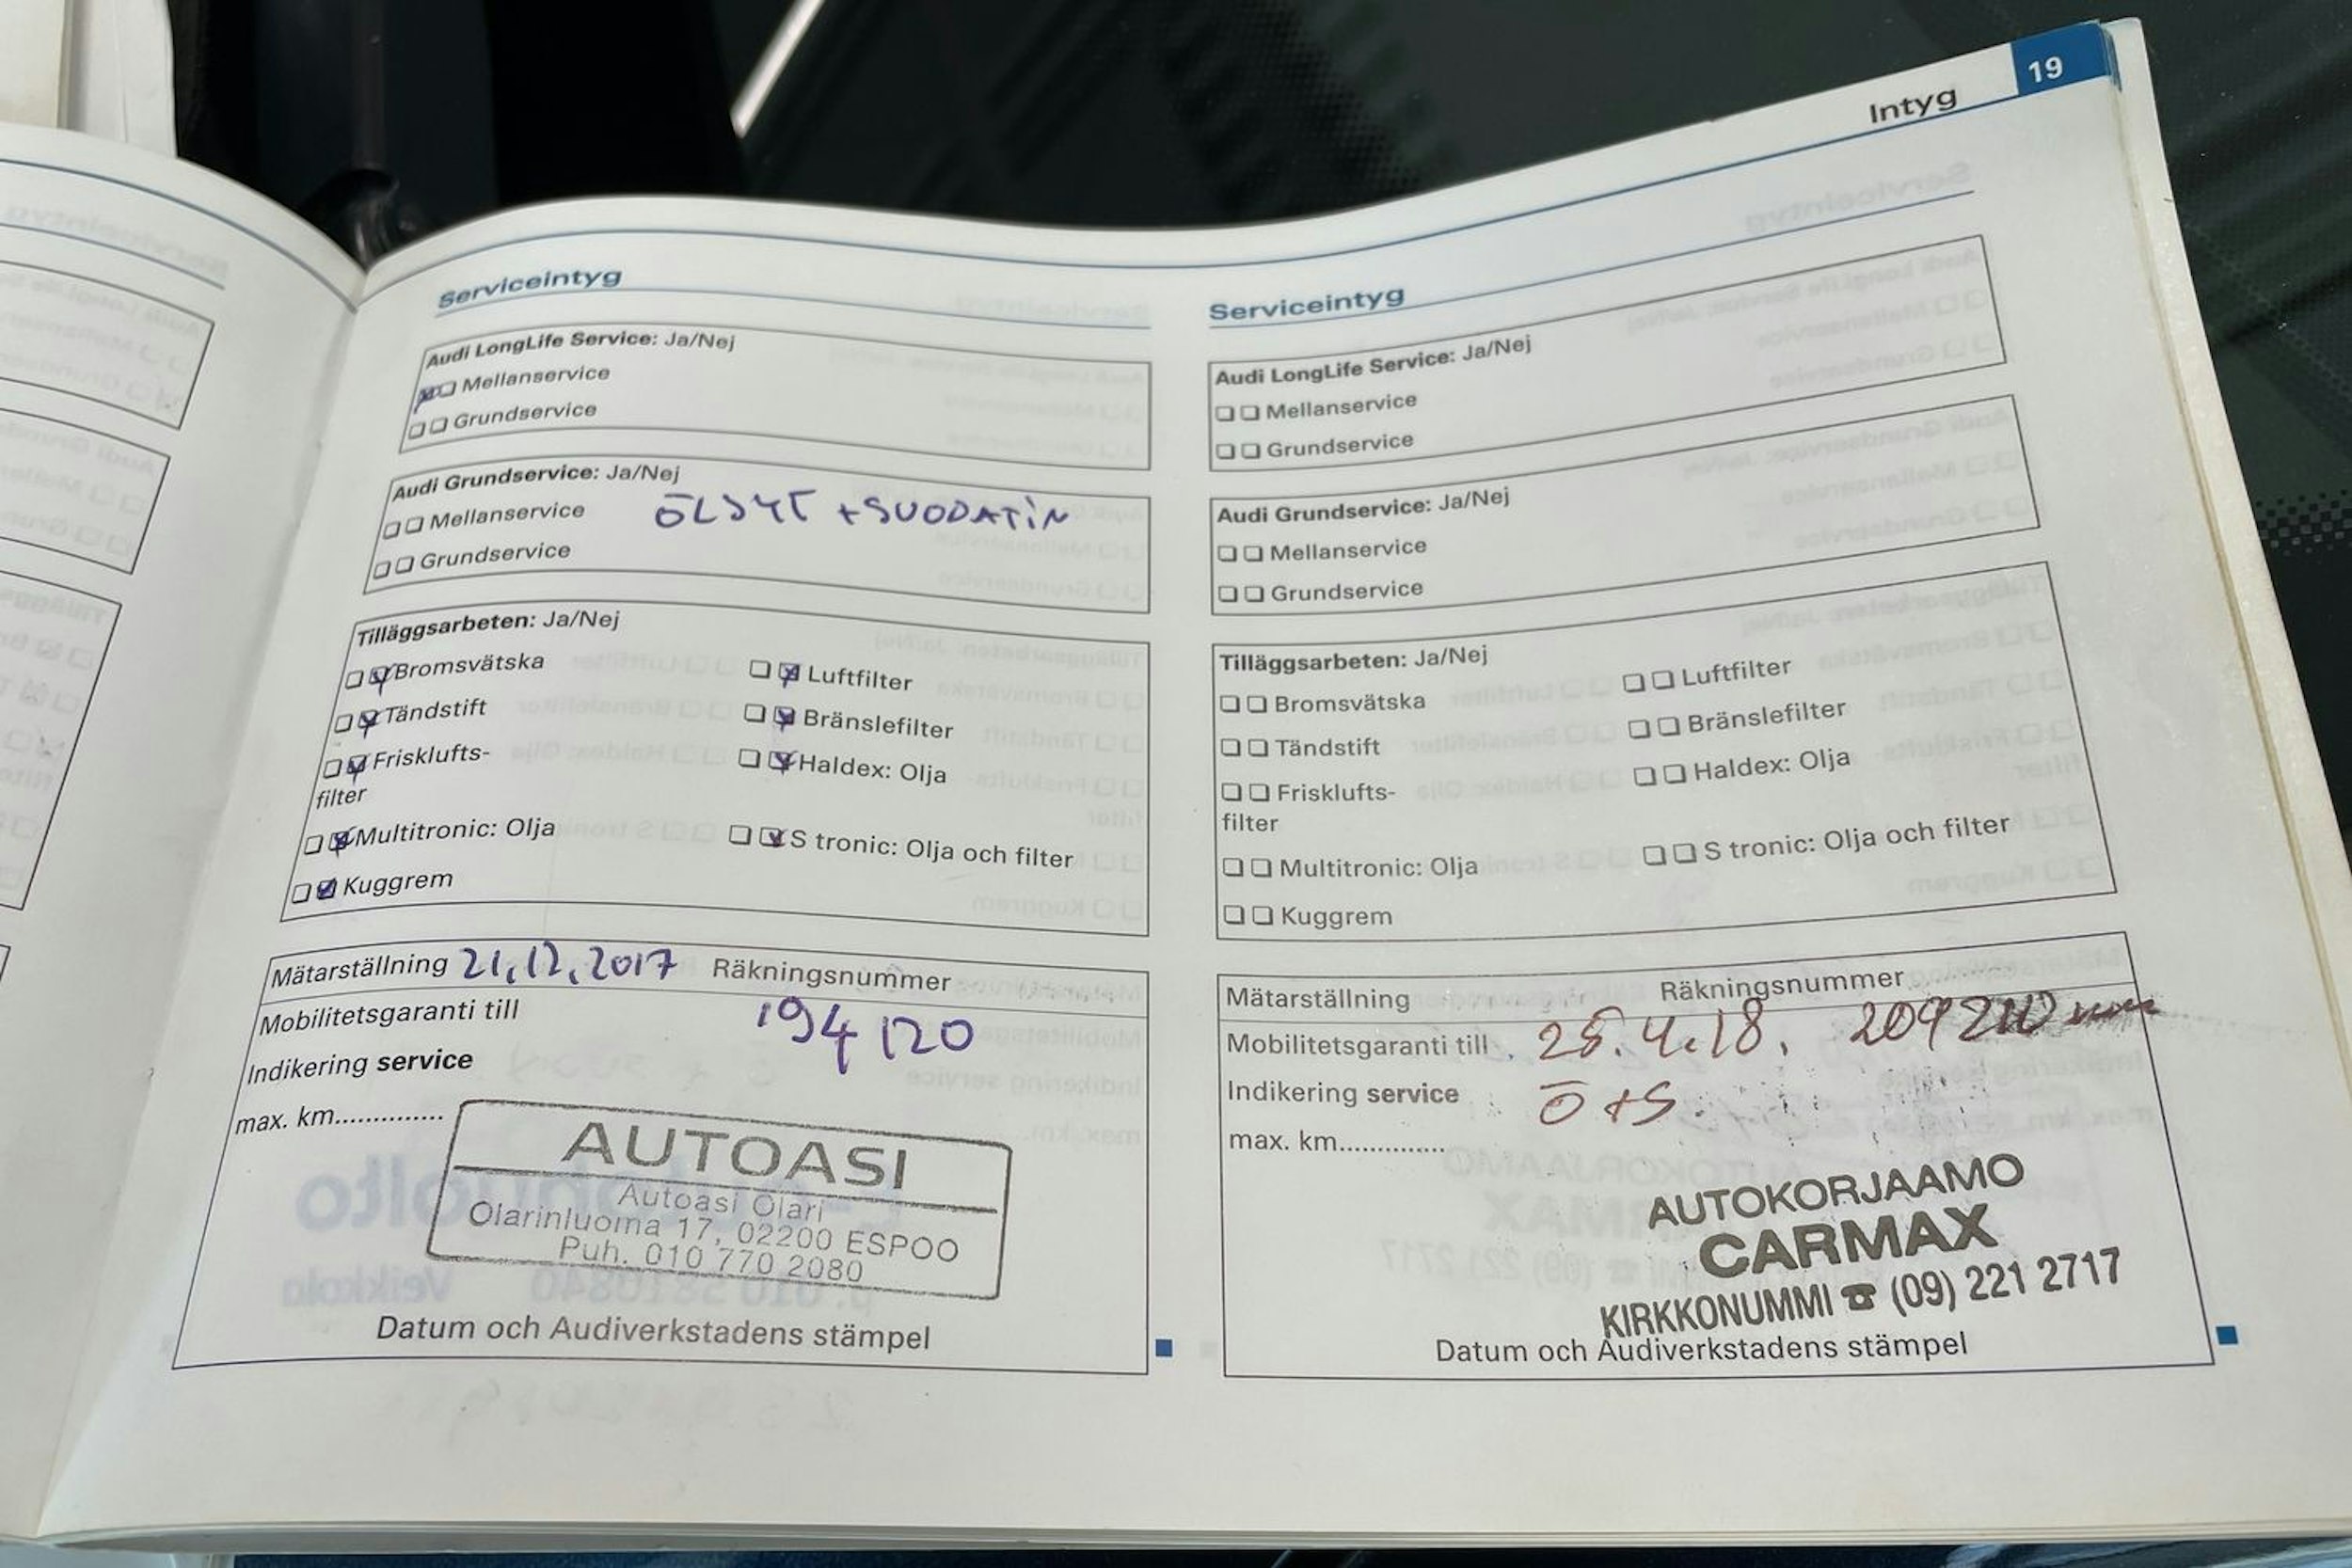 19
Intyg
Serviceintyg
Audi LongLife Service: Ja/Nej
Mellanservice
Grundservice
Audi Grundservice: Ja/Nej
Mellanservice
ÖLJYT + SUODATIN
Grundservice
Tilläggsarbeten: Ja/Nej
Bromsvätska
Luftfilter
Tändstift
Bränslefilter
Frisklufts-
filter
Haldex: Olja
Multitronic: Olja
S tronic: Olja och filter
Kuggrem
Mätarställning 21.12.2017 Räkningsnummer
Mobilitetsgaranti till
194120
Indikering service
max. km..............
AUTOASI
Autoasi Olari
Olarinluoma 17, 02200 ESPOO
Puh. 010 770 2080
Datum och Audiverkstadens stämpel
Serviceintyg
Audi LongLife Service: Ja/Nej
Mellanservice
Grundservice
Audi Grundservice: Ja/Nej
Mellanservice
Grundservice
Tilläggsarbeten: Ja/Nej
Bromsvätska
Luftfilter
Tändstift
Bränslefilter
Frisklufts-
filter
Haldex: Olja
Multitronic: Olja
S tronic: Olja och filter
Kuggrem
Mätarställning
Räkningsnummer
Mobilitetsgaranti till
Indikering service
Ö+S
max. km..............
AUTOKORJAAMO
CARMAX
KIRKKONUMMI ☎ (09) 221 2717
Datum och Audiverkstadens stämpel